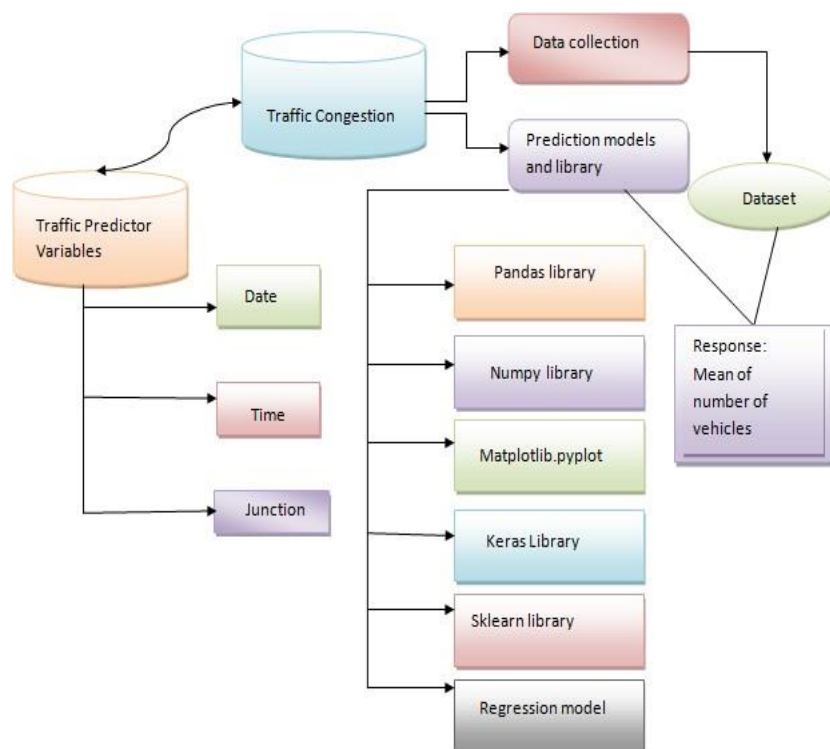 Data collection
Traffic Congestion
Prediction models
and library
Dataset
Traffic Predictor
Variables
Date
Time
Junction
Pandas library
Numpy library
Matplotlib.pyplot
Keras Library
Sklearn library
Regression model
Response:
Mean of
number of
vehicles